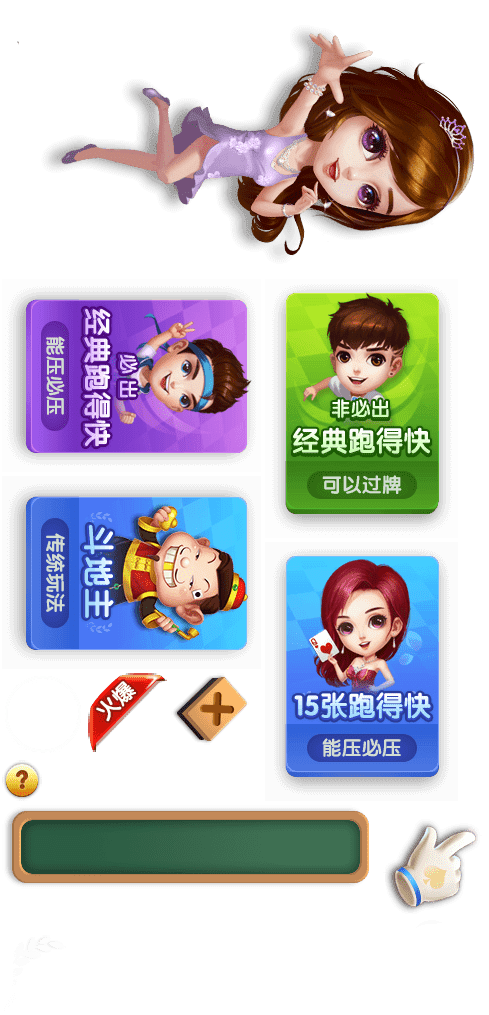 必出
经典跑得快
能压必压
非必出
经典跑得快
可以过牌
斗地主
传统玩法
15张跑得快
能压必压
火爆
?